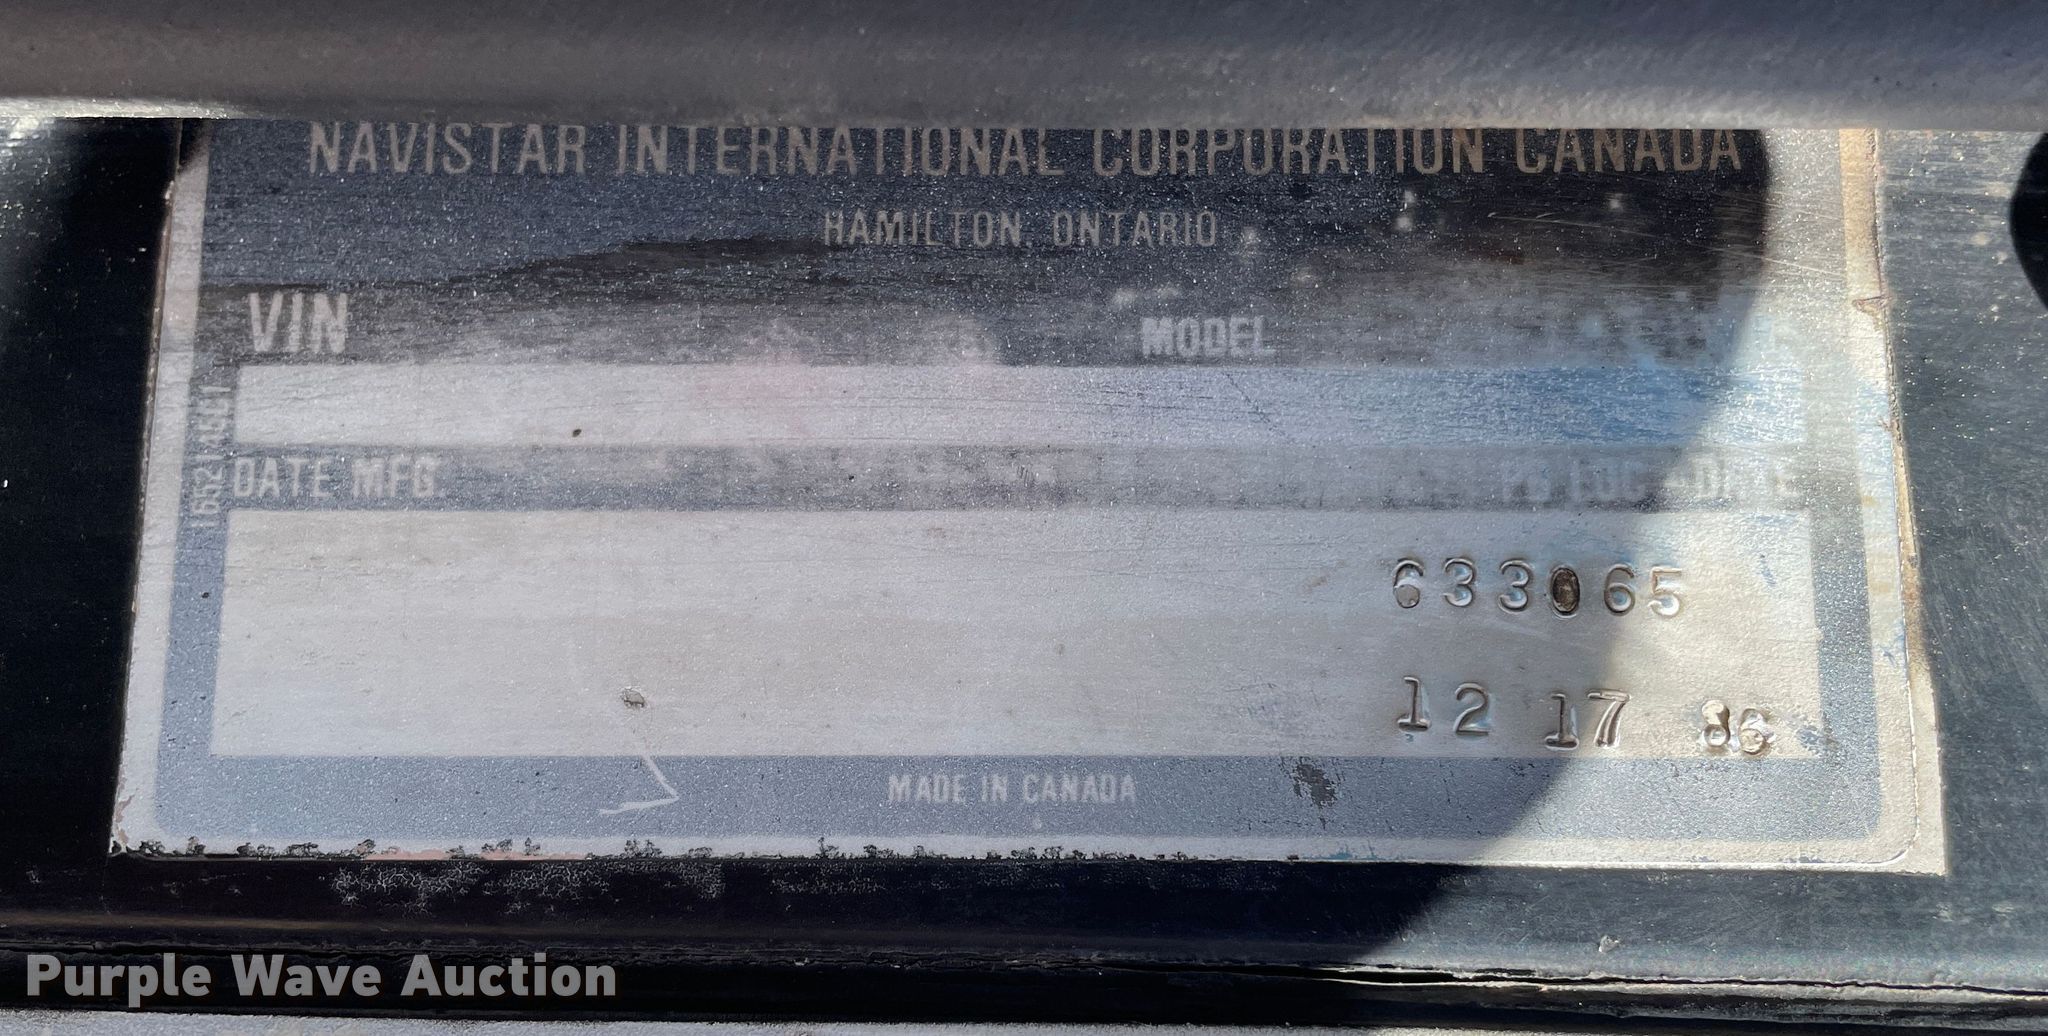 NAVISTAR INTERNATIONAL CORPORATION CANADA
HAMILTON, ONTARIO
VIN MODEL
DATE MFG.
633065
12 17 86
MADE IN CANADA
Purple Wave Auction